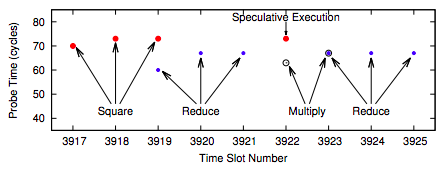 Speculative Execution
80
70
60
50
40
Probe Time (cycles)
Square
Reduce
Multiply
Reduce
3917 3918 3919 3920 3921 3922 3923 3924 3925
Time Slot Number